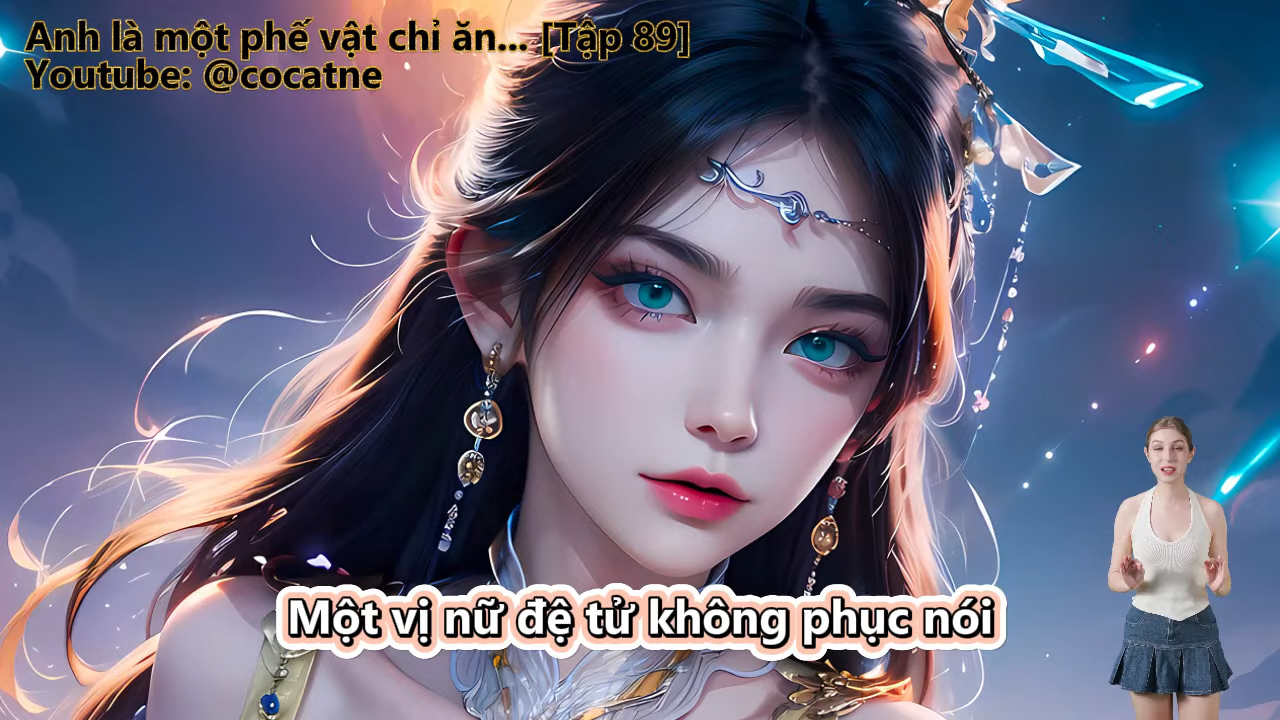 Anh là một phế vật chỉ ăn... [Tập 89]
Youtube: @cocatne
Một vị nữ đệ tử không phục nói